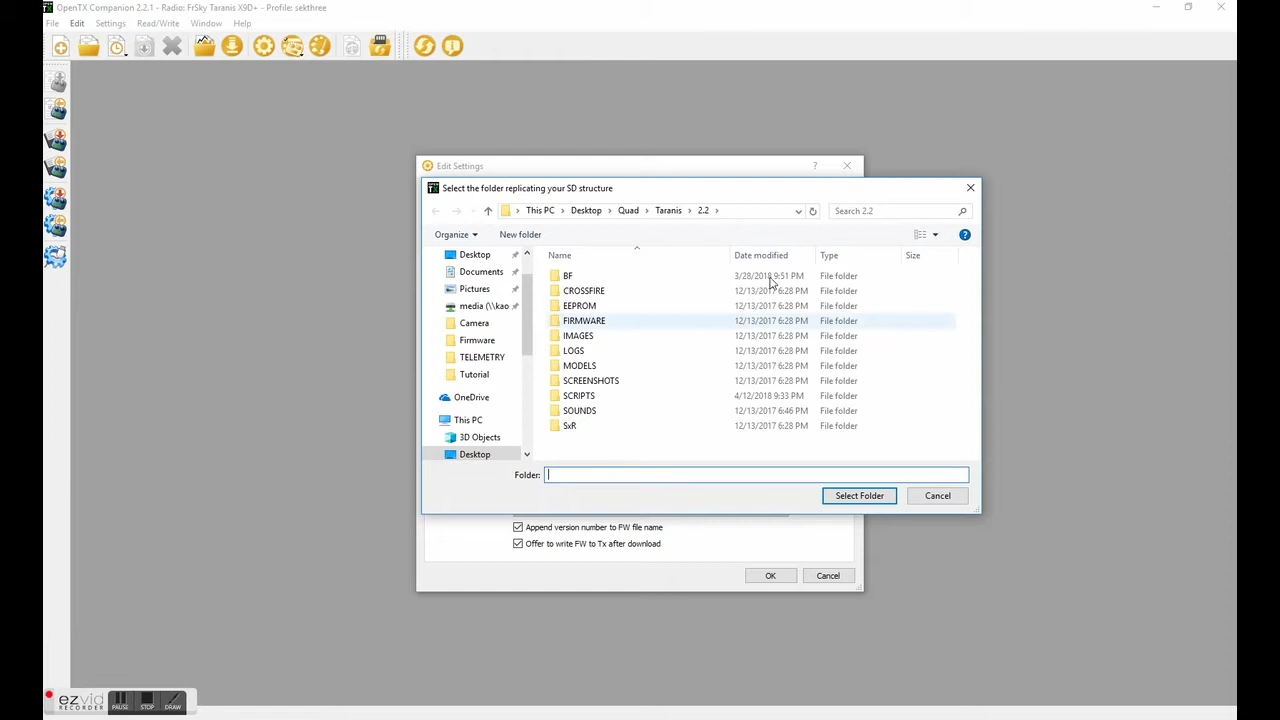 OpenTX Companion 2.2.1 - Radio: FrSky Taranis X9D+ - Profile: sekthree
File Edit Settings Read/Write Window Help
Edit Settings ?
Select the folder replicating your SD structure
This PC > Desktop > Quad > Taranis > 2.2 >
Search 2.2
Organize New folder
Name Date modified Type Size
Desktop
Documents
Pictures
media (\\kao
Camera
Firmware
TELEMETRY
Tutorial
OneDrive
This PC
3D Objects
Desktop
BF 3/28/2018 9:51 PM File folder
CROSSFIRE 12/13/2017 6:28 PM File folder
EEPROM 12/13/2017 6:28 PM File folder
FIRMWARE 12/13/2017 6:28 PM File folder
IMAGES 12/13/2017 6:28 PM File folder
LOGS 12/13/2017 6:28 PM File folder
MODELS 12/13/2017 6:28 PM File folder
SCREENSHOTS 12/13/2017 6:28 PM File folder
SCRIPTS 4/12/2018 9:33 PM File folder
SOUNDS 12/13/2017 6:46 PM File folder
SxR 12/13/2017 6:28 PM File folder
Folder:
Select Folder Cancel
Append version number to FW file name
Offer to write FW to Tx after download
OK Cancel
ezvid
RECORDER
PAUSE STOP DRAW